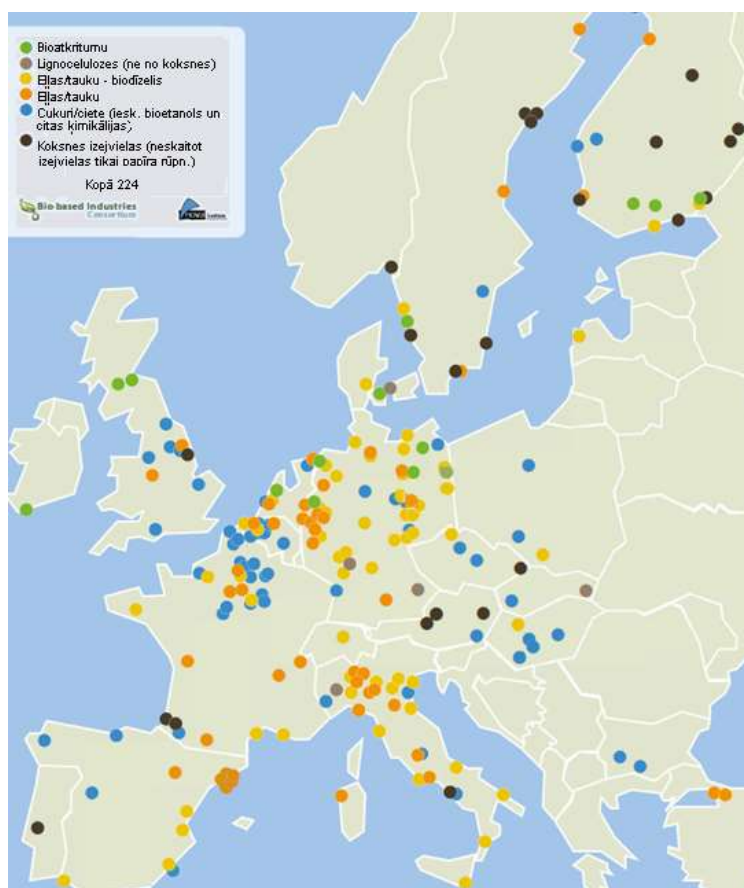 Bioatkritumu
Lignocelulozes (ne no koksnes)
Eļļas/tauku - biodīzelis
Eļļas/tauku
Cukuri/ciete (iesk. bioetanols un
citas ķimikālijas)
Koksnes izejvielas (neskaitot
izejvielas tikai papīra rūpn.)
Kopā 224
Bio-based Industries
Consortium